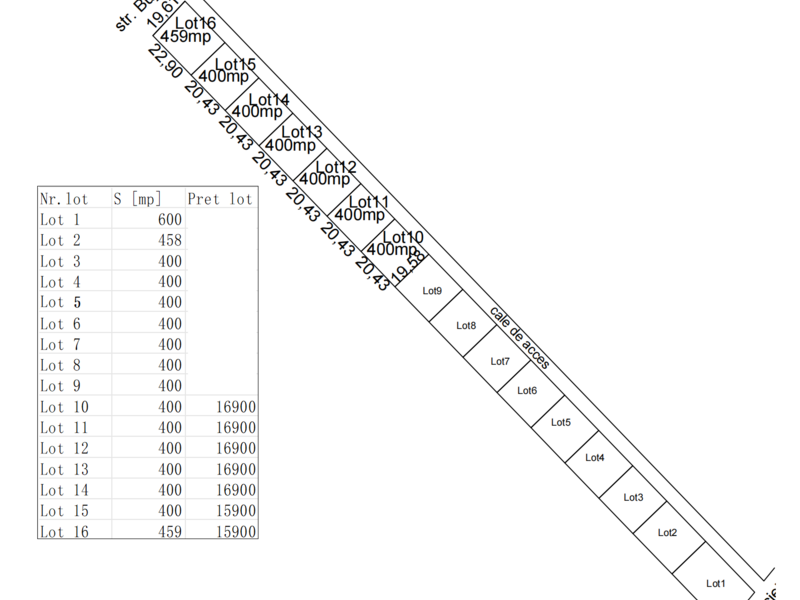 str. B
19,6
Lot16
459mp
22,90
Lot15
400mp
20,43
Lot14
400mp
20,43
Lot13
400mp
20,43
Lot12
400mp
20,43
Lot11
400mp
20,43
Lot10
400mp
20,43
19,58
Lot9
Lot8
cale de acces
Lot7
Lot6
Lot5
Lot4
Lot3
Lot2
Lot1
Nr.lot S [mp] Pret lot
Lot 1 600
Lot 2 458
Lot 3 400
Lot 4 400
Lot 5 400
Lot 6 400
Lot 7 400
Lot 8 400
Lot 9 400
Lot 10 400 16900
Lot 11 400 16900
Lot 12 400 16900
Lot 13 400 16900
Lot 14 400 16900
Lot 15 400 15900
Lot 16 459 15900